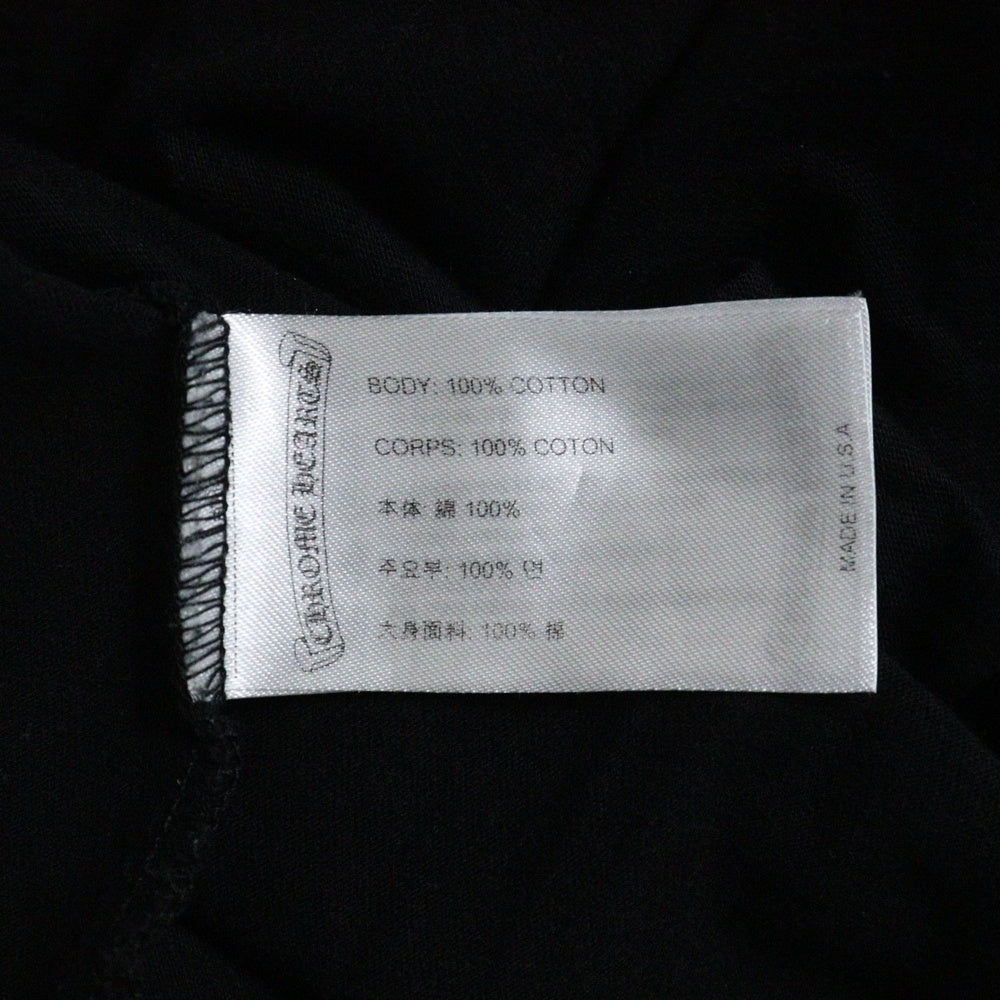 CHROME HEARTS
BODY: 100% COTTON
CORPS: 100% COTON
本体: 綿 100%
주요부: 100% 면
大身面料: 100% 棉
MADE IN U.S.A